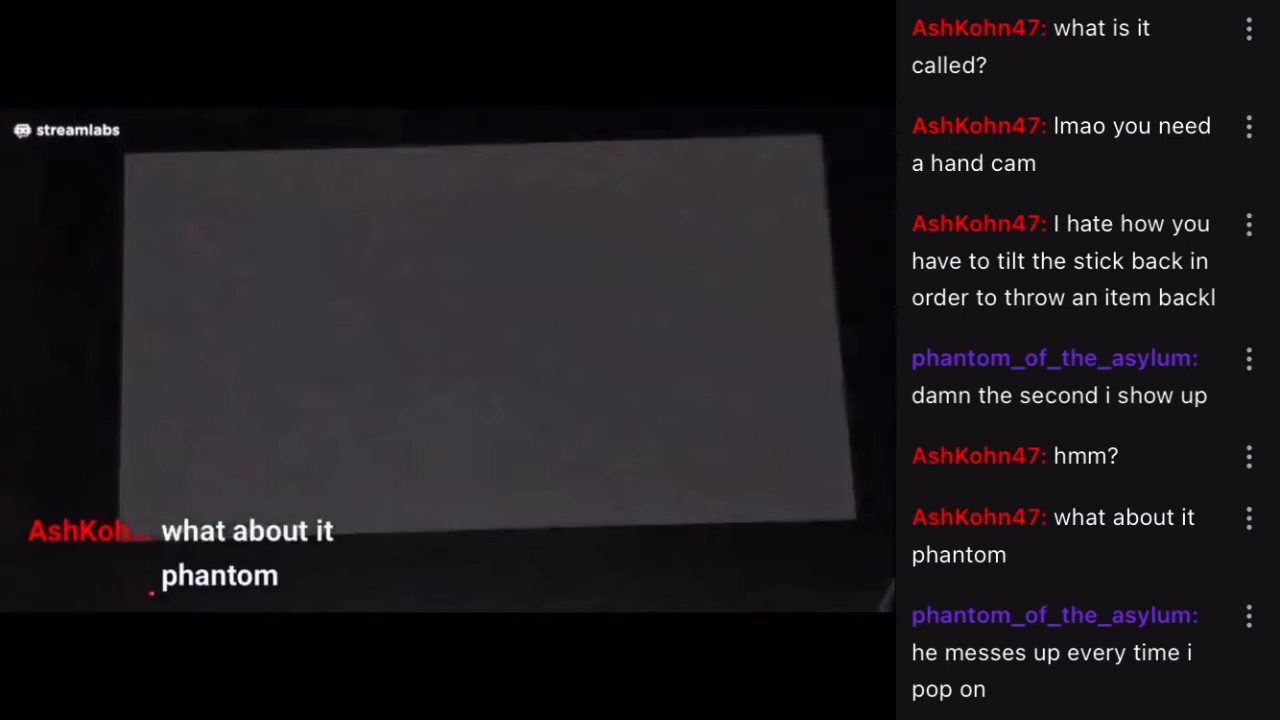 streamlabs
AshKoh... what about it
phantom
AshKohn47: what is it
called?
AshKohn47: lmao you need
a hand cam
AshKohn47: I hate how you
have to tilt the stick back in
order to throw an item backl
phantom_of_the_asylum:
damn the second i show up
AshKohn47: hmm?
AshKohn47: what about it
phantom
phantom_of_the_asylum:
he messes up every time i
pop on